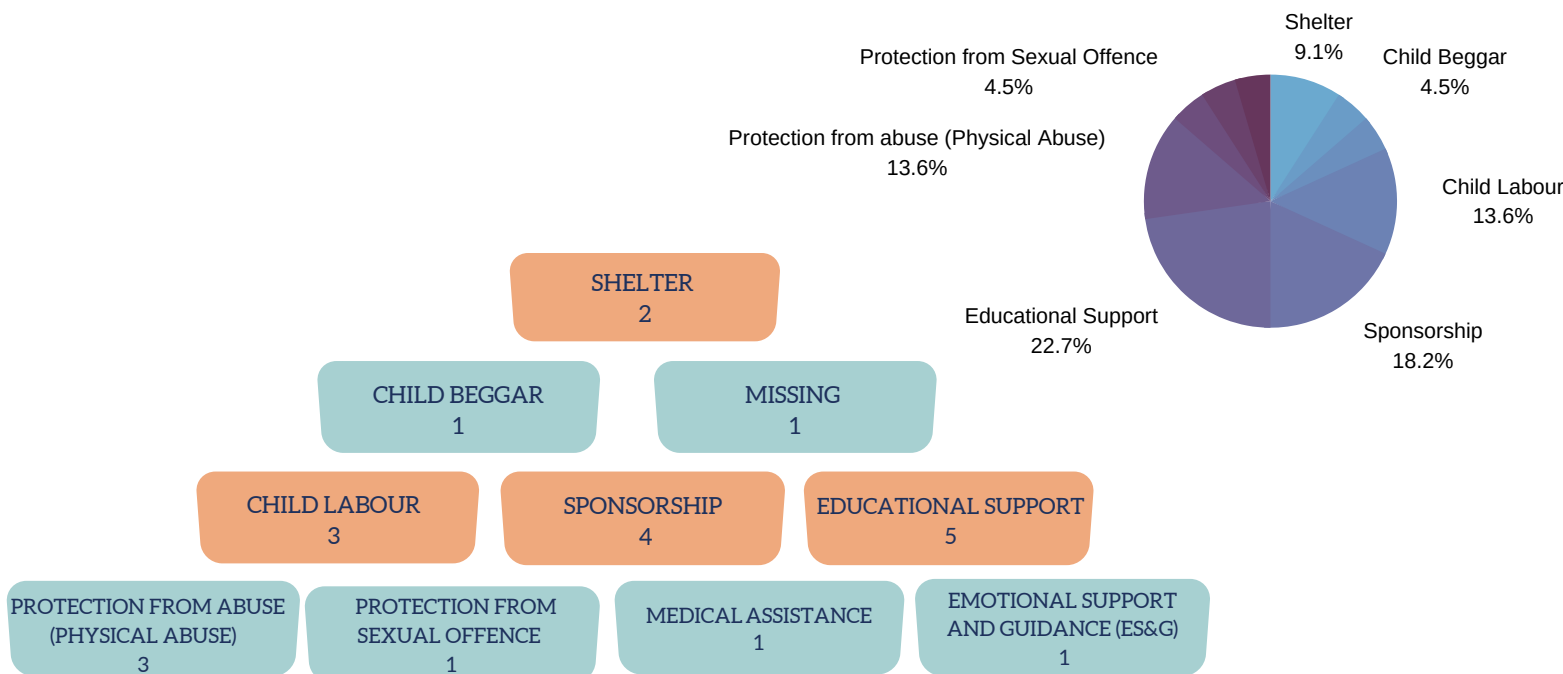 Shelter
9.1%
Child Beggar
4.5%
Protection from Sexual Offence
4.5%
Protection from abuse (Physical Abuse)
13.6%
Child Labour
13.6%
Educational Support
22.7%
Sponsorship
18.2%
SHELTER
2
CHILD BEGGAR
1
MISSING
1
CHILD LABOUR
3
SPONSORSHIP
4
EDUCATIONAL SUPPORT
5
PROTECTION FROM ABUSE
(PHYSICAL ABUSE)
3
PROTECTION FROM
SEXUAL OFFENCE
1
MEDICAL ASSISTANCE
1
EMOTIONAL SUPPORT
AND GUIDANCE (ES&G)
1